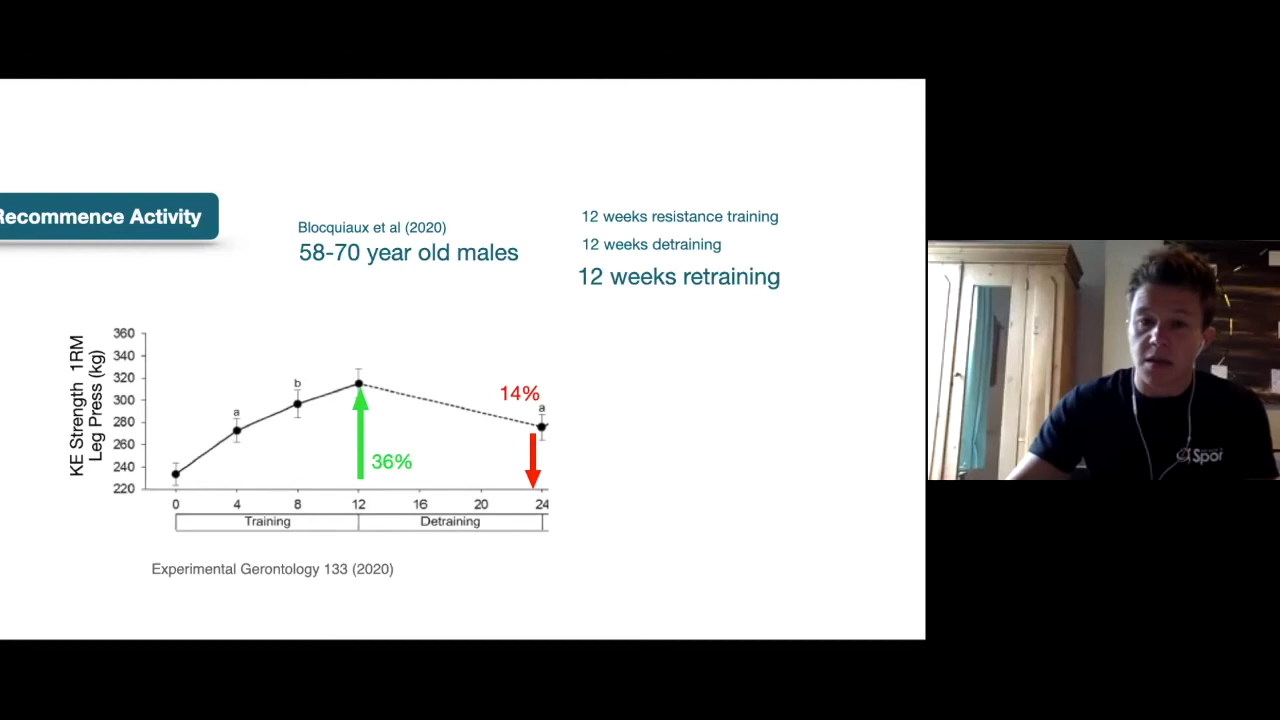 Recommence Activity
Blocquiaux et al (2020)
58-70 year old males
12 weeks resistance training
12 weeks detraining
12 weeks retraining
KE Strength 1RM
Leg Press (kg)
360
340
320
300
280
260
240
220
a
b
14%
a
36%
0 4 8 12 16 20 24
Training Detraining
Experimental Gerontology 133 (2020)
Spor